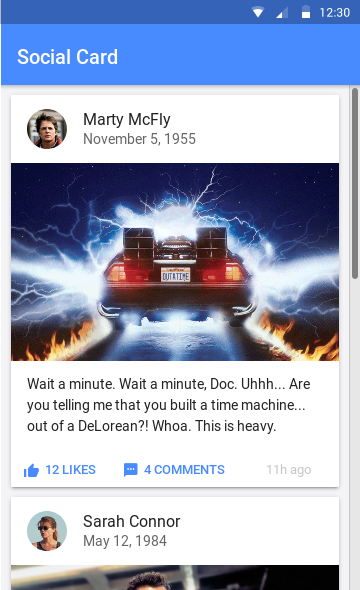 12:30
Social Card
Marty McFly
November 5, 1955
OUTATIME
Wait a minute. Wait a minute, Doc. Uhhh... Are
you telling me that you built a time machine...
out of a DeLorean?! Whoa. This is heavy.
12 LIKES
4 COMMENTS
11h ago
Sarah Connor
May 12, 1984